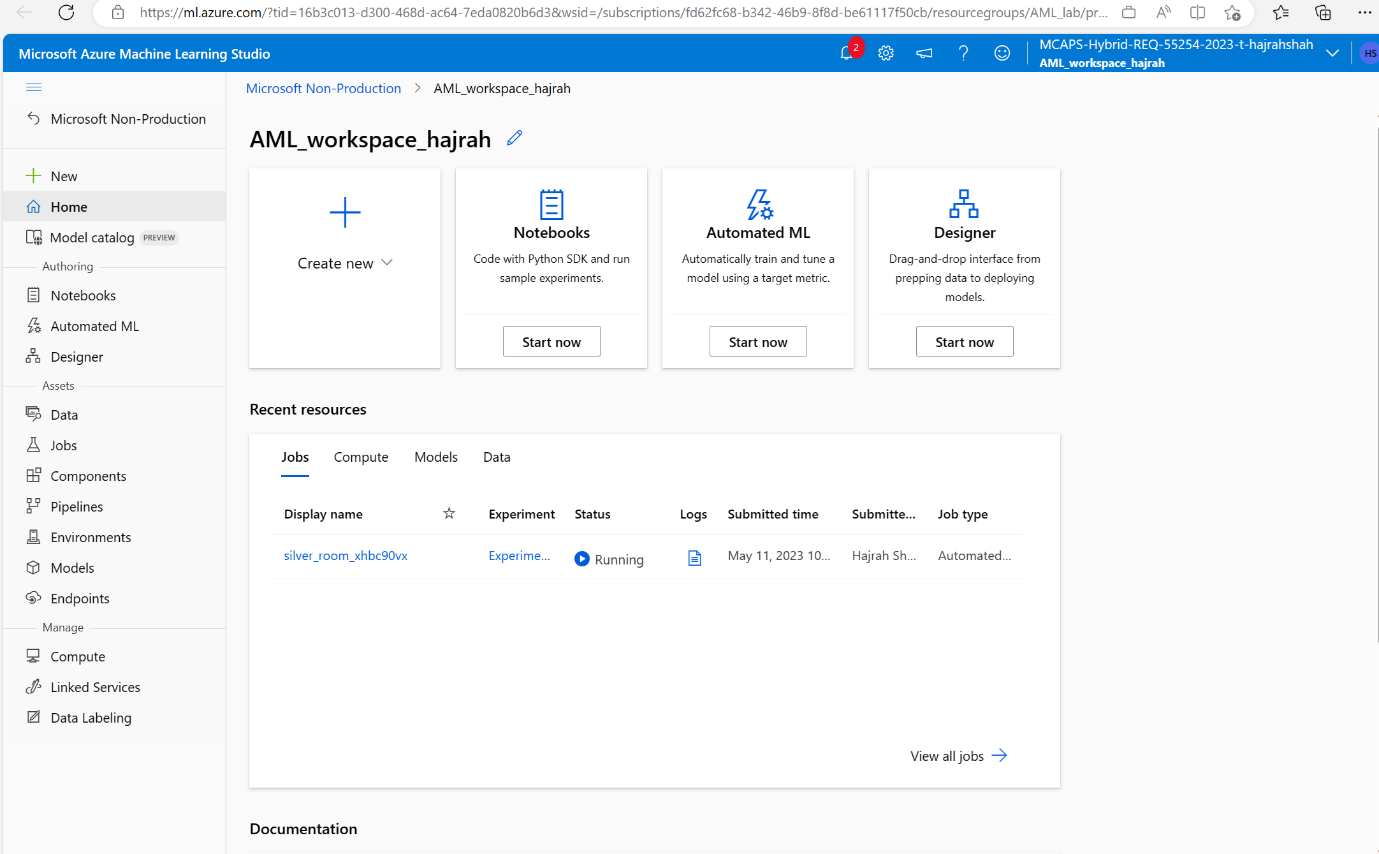 https://ml.azure.com/?tid=16b3c013-d300-468d-ac64-7eda0820b6d3&wsid=/subscriptions/fd62fc68-b342-46b9-8f8d-be61117f50cb/resourcegroups/AML_lab/pr...
Microsoft Azure Machine Learning Studio
2
MCAPS-Hybrid-REQ-55254-2023-t-hajrahshah
AML_workspace_hajrah
HS
Microsoft Non-Production > AML_workspace_hajrah
Microsoft Non-Production
New
Home
Model catalog PREVIEW
Authoring
Notebooks
Automated ML
Designer
Assets
Data
Jobs
Components
Pipelines
Environments
Models
Endpoints
Manage
Compute
Linked Services
Data Labeling
AML_workspace_hajrah
Create new
Notebooks
Code with Python SDK and run
sample experiments.
Start now
Automated ML
Automatically train and tune a
model using a target metric.
Start now
Designer
Drag-and-drop interface from
prepping data to deploying
models.
Start now
Recent resources
Jobs Compute Models Data
Display name Experiment Status Logs Submitted time Submitte... Job type
silver_room_xhbc90vx Experime... Running May 11, 2023 10... Hajrah Sh... Automated...
View all jobs
Documentation